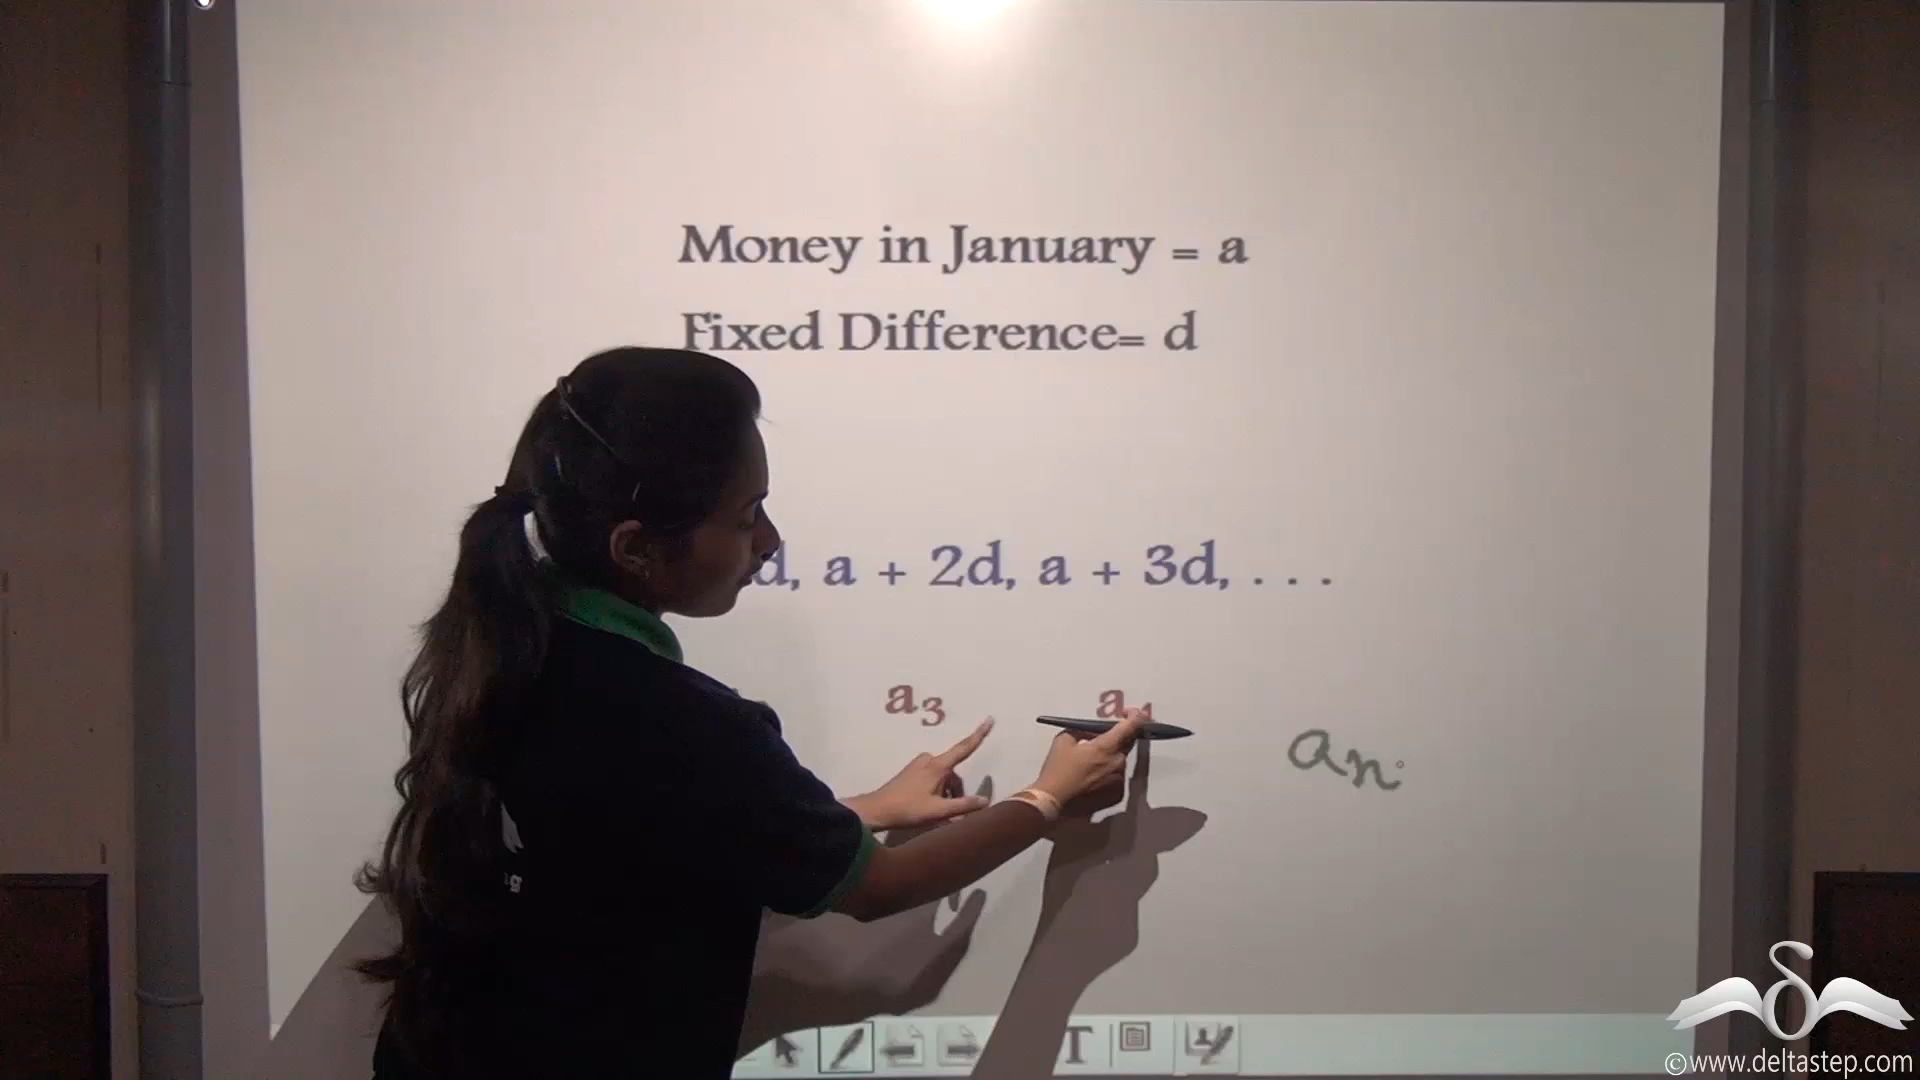 Money in January = a
Fixed Difference= d
d, a + 2d, a + 3d, . . .
a3 a
an
T
©www.deltastep.com